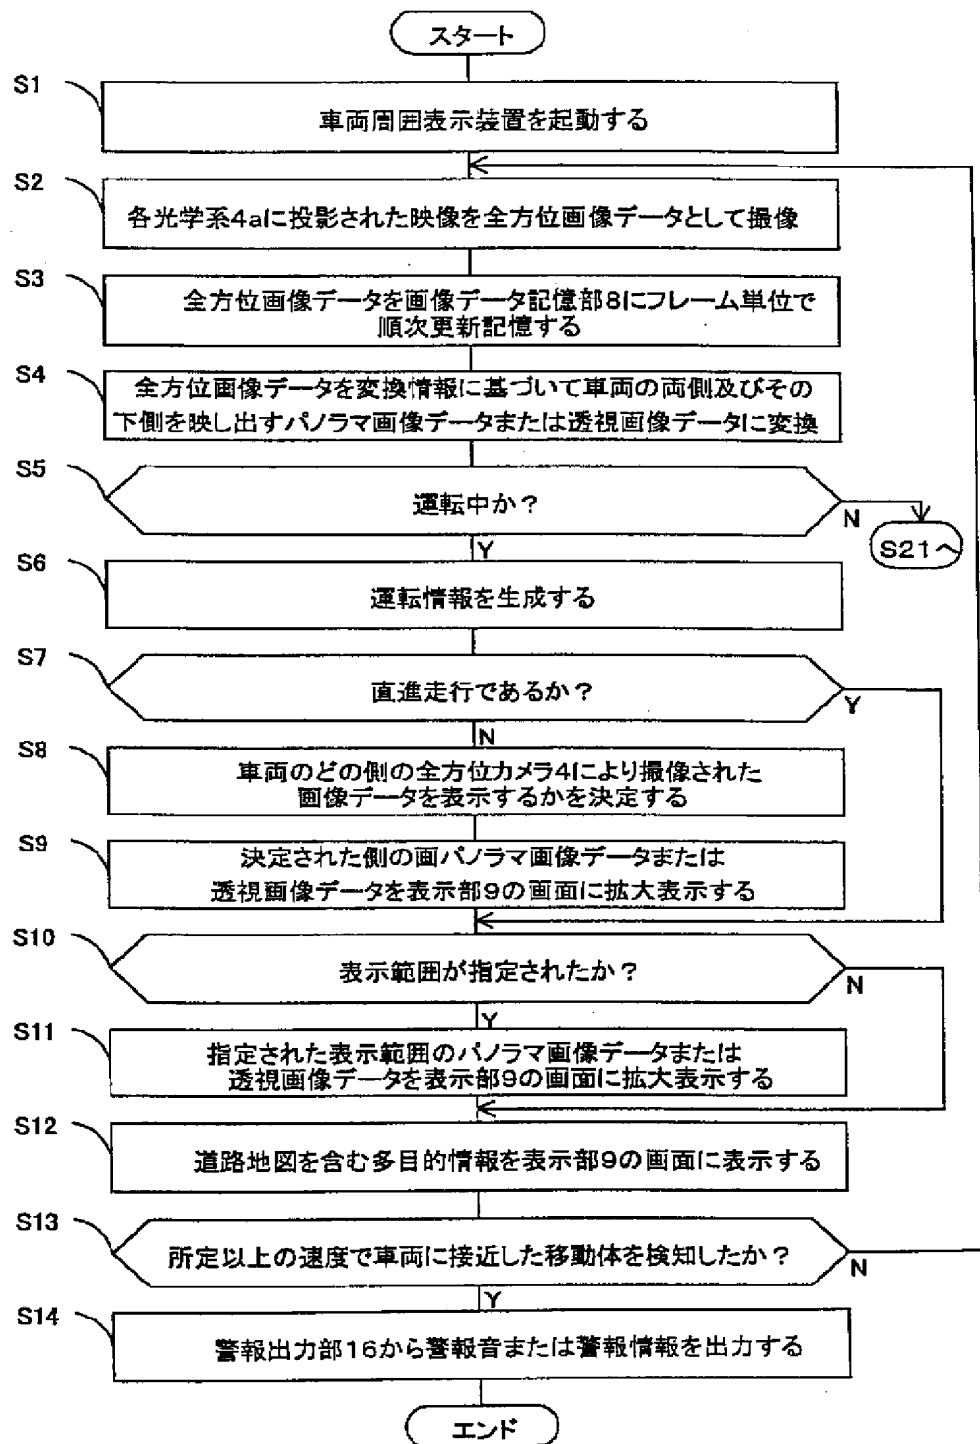 スタート
S1
車両周囲表示装置を起動する
S2
各光学系4aに投影された映像を全方位画像データとして撮像
S3
全方位画像データを画像データ記憶部8にフレーム単位で
順次更新記憶する
S4
全方位画像データを変換情報に基づいて車両の両側及びその
下側を映し出すパノラマ画像データまたは透視画像データに変換
S5
運転中か？
N
S21へ
Y
S6
運転情報を生成する
S7
直進走行であるか？
Y
N
S8
車両のどの側の全方位カメラ4により撮像された
画像データを表示するかを決定する
S9
決定された側の画パノラマ画像データまたは
透視画像データを表示部9の画面に拡大表示する
S10
表示範囲が指定されたか？
N
Y
S11
指定された表示範囲のパノラマ画像データまたは
透視画像データを表示部9の画面に拡大表示する
S12
道路地図を含む多目的情報を表示部9の画面に表示する
S13
所定以上の速度で車両に接近した移動体を検知したか？
N
Y
S14
警報出力部16から警報音または警報情報を出力する
エンド